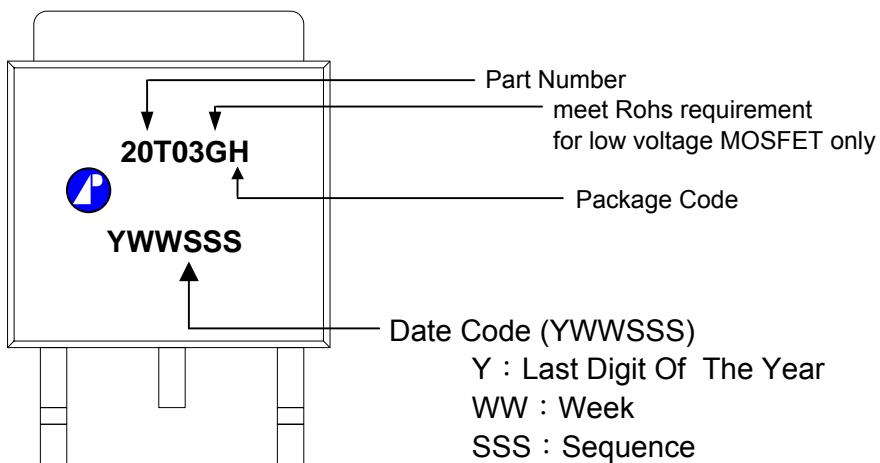 Part Number
meet Rohs requirement
for low voltage MOSFET only
20T03GH
Package Code
YWWSSS
Date Code (YWWSSS)
Y：Last Digit Of The Year
WW：Week
SSS：Sequence